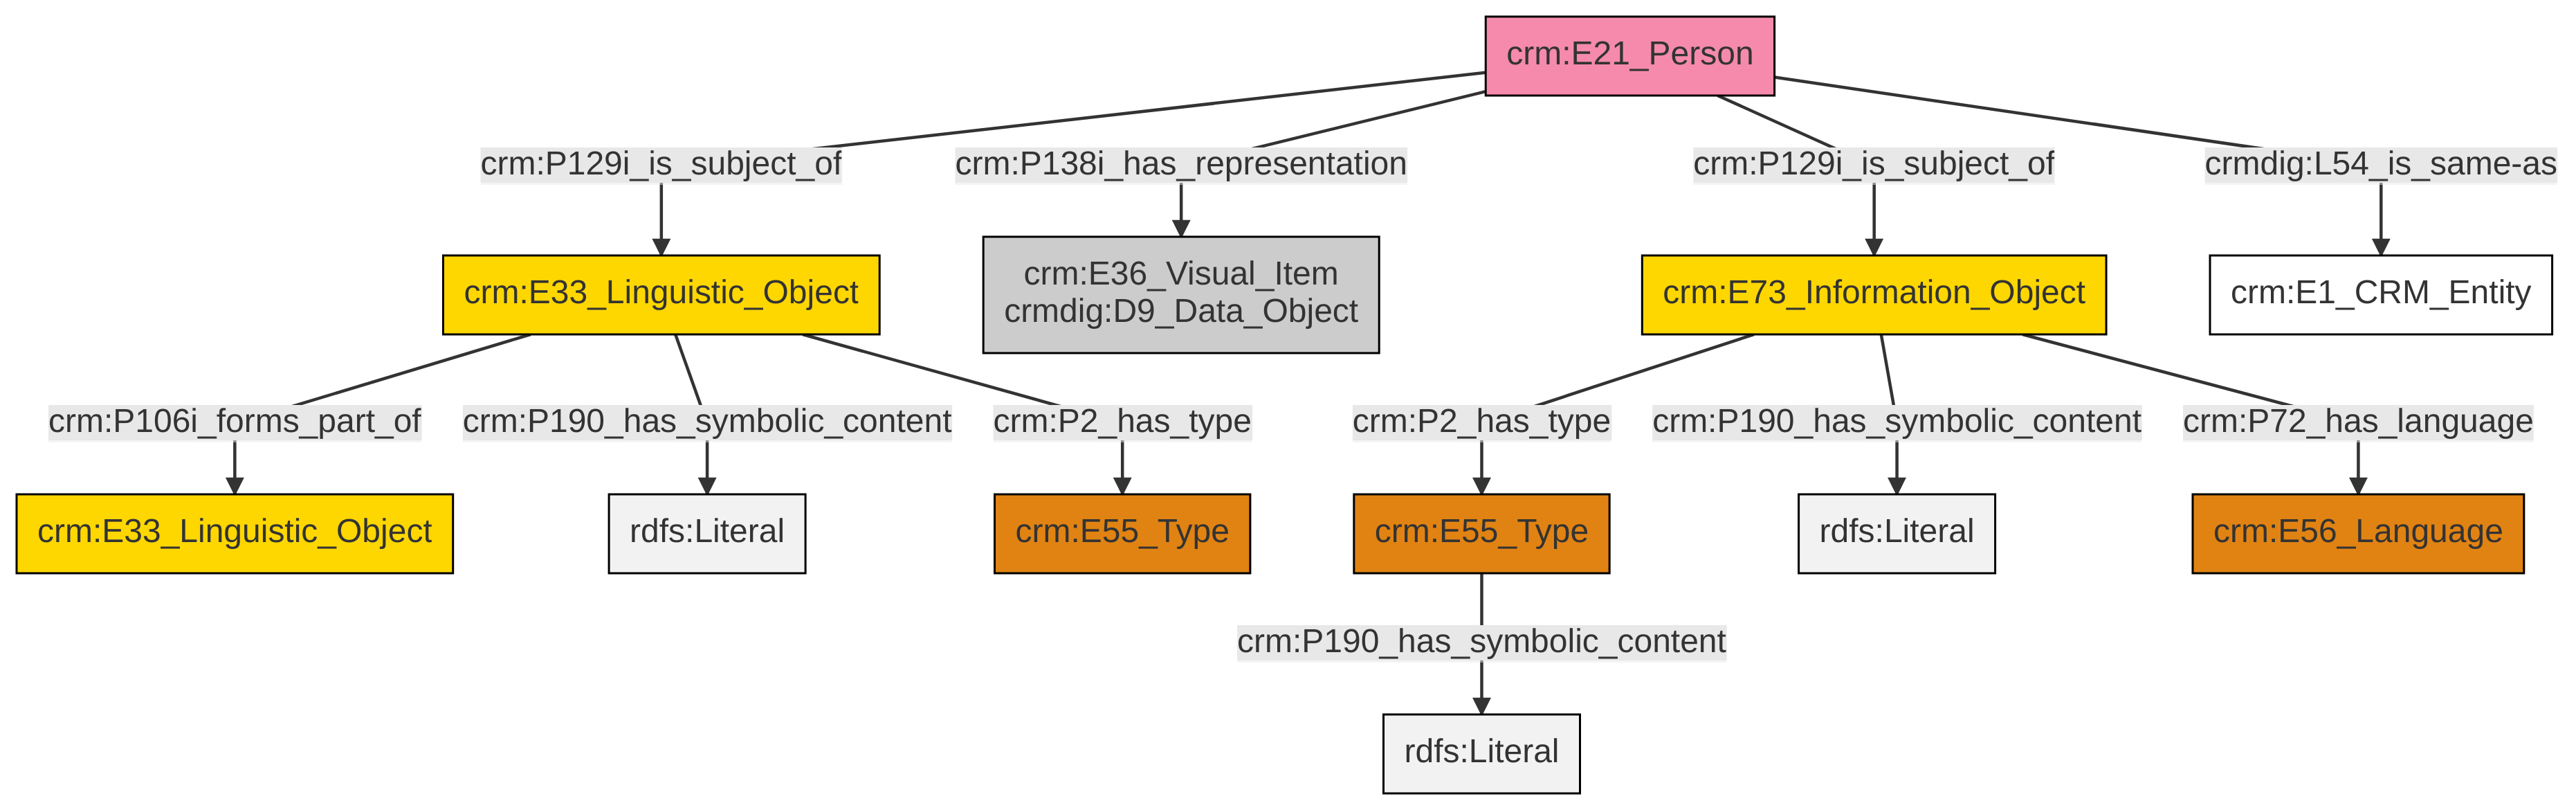 crm:E21_Person
crm:P129i_is_subject_of
crm:P138i_has_representation
crm:P129i_is_subject_of
crmdig:L54_is_same-as
crm:E33_Linguistic_Object
crm:E36_Visual_Item
crmdig:D9_Data_Object
crm:E73_Information_Object
crm:E1_CRM_Entity
crm:P106i_forms_part_of
crm:P190_has_symbolic_content
crm:P2_has_type
crm:P2_has_type
crm:P190_has_symbolic_content
crm:P72_has_language
crm:E33_Linguistic_Object
rdfs:Literal
crm:E55_Type
crm:E55_Type
rdfs:Literal
crm:E56_Language
crm:P190_has_symbolic_content
rdfs:Literal